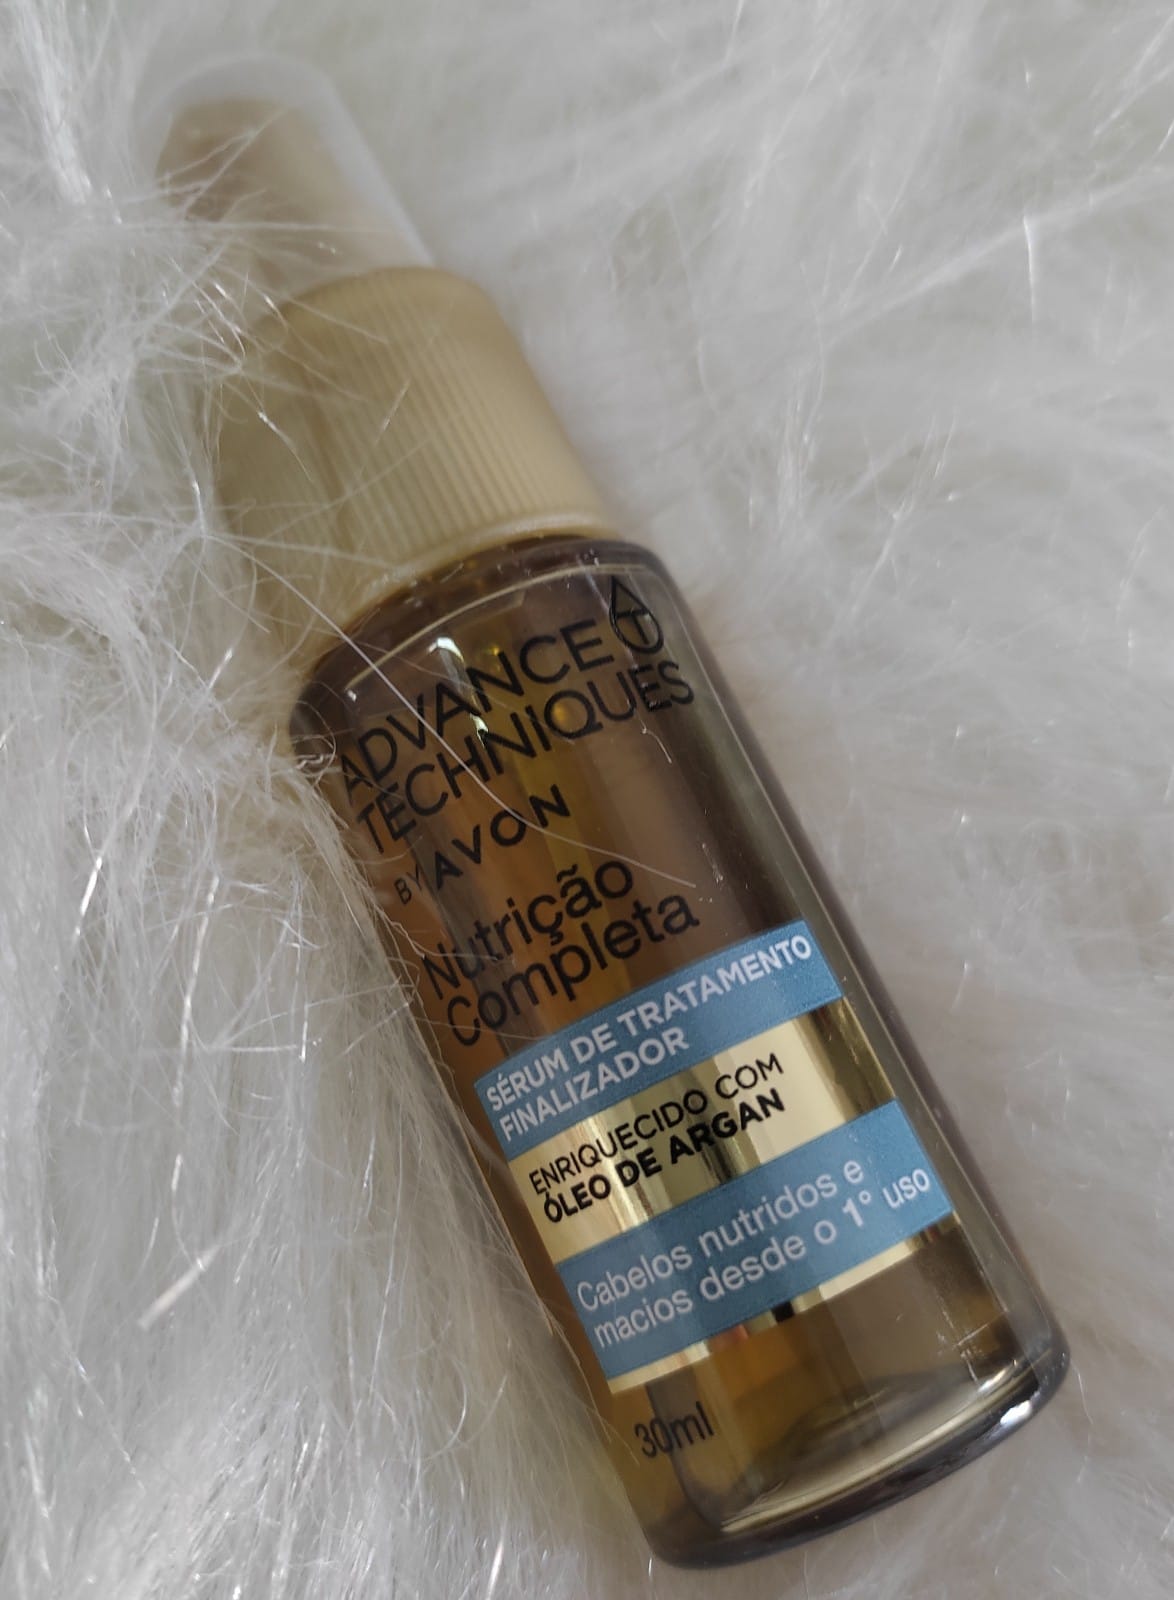 ADVANCE
TECHNIQUES
BY AVON
Nutrição
Completa
SÉRUM DE TRATAMENTO
FINALIZADOR
ENRIQUECIDO COM
ÓLEO DE ARGAN
Cabelos nutridos e
macios desde o 1° uso
30ml